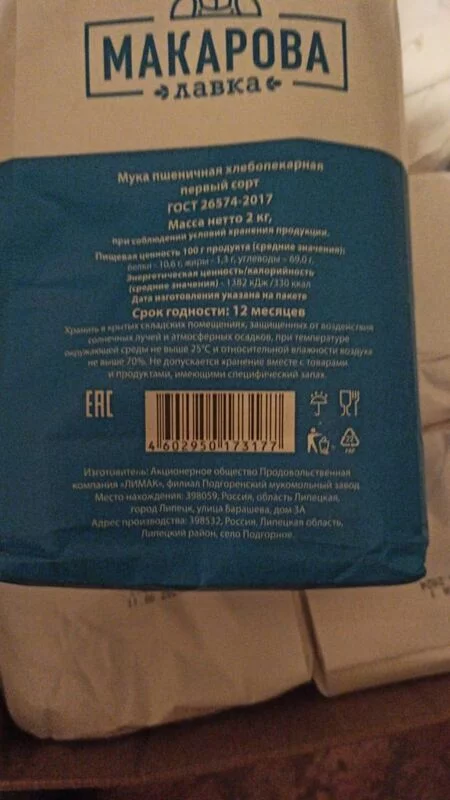 МАКАРОВА
лавка
Мука пшеничная хлебопекарная
первый сорт
ГОСТ 26574-2017
Масса нетто 2 кг,
при соблюдении условий хранения продукции.
Пищевая ценность 100 г продукта (средние значения):
белки - 10,6 г, жиры - 1,3 г, углеводы – 69,0 г.
Энергетическая ценность/калорийность
(средние значения) - 1382 кДж /330 ккал
Дата изготовления указана на пакете
Срок годности: 12 месяцев
Хранить в крытых складских помещениях, защищенных от воздействия
солнечных лучей и атмосферных осадков, при температуре
окружающей среды не выше 25°С и относительной влажности воздуха
не выше 70%. Не допускается хранение вместе с товарами
и продуктами, имеющими специфический запах.
EAC
4 602950 173177
22
PAP
Изготовитель: Акционерное общество Продовольственная
компания «ЛИМАК», филиал Подгоренский мукомольный завод
Место нахождения: 398059, Россия, область Липецкая,
город Липецк, улица Барашева, дом 3А
Адрес производства: 398532, Россия, Липецкая область,
Липецкий район, село Подгорное.